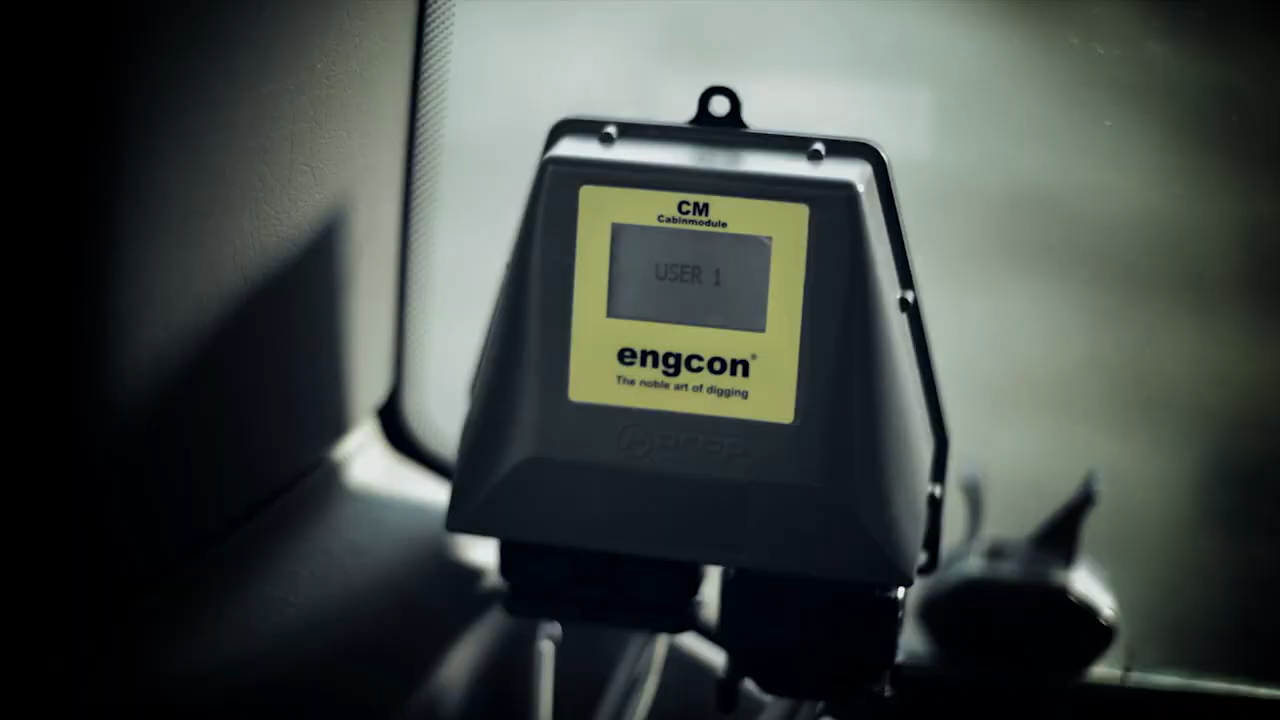 CM
Cabinmodule
USER 1
engcon®
The noble art of digging